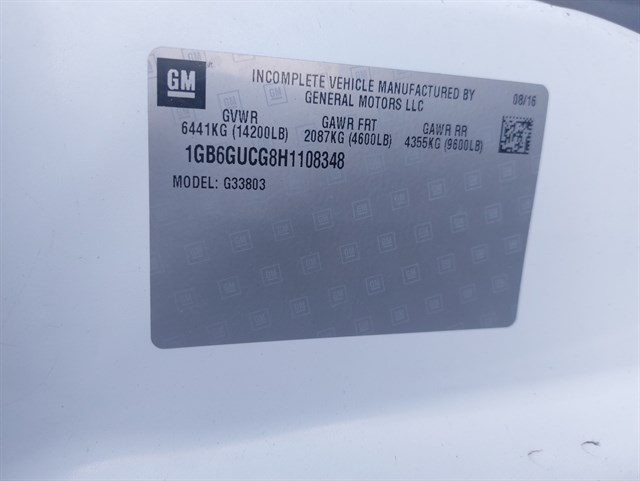 GM
INCOMPLETE VEHICLE MANUFACTURED BY
GENERAL MOTORS LLC
08/16
GVWR GAWR FRT GAWR RR
6441KG (14200LB) 2087KG (4600LB) 4355KG (9600LB)
1GB6GUCG8H1108348
MODEL: G33803